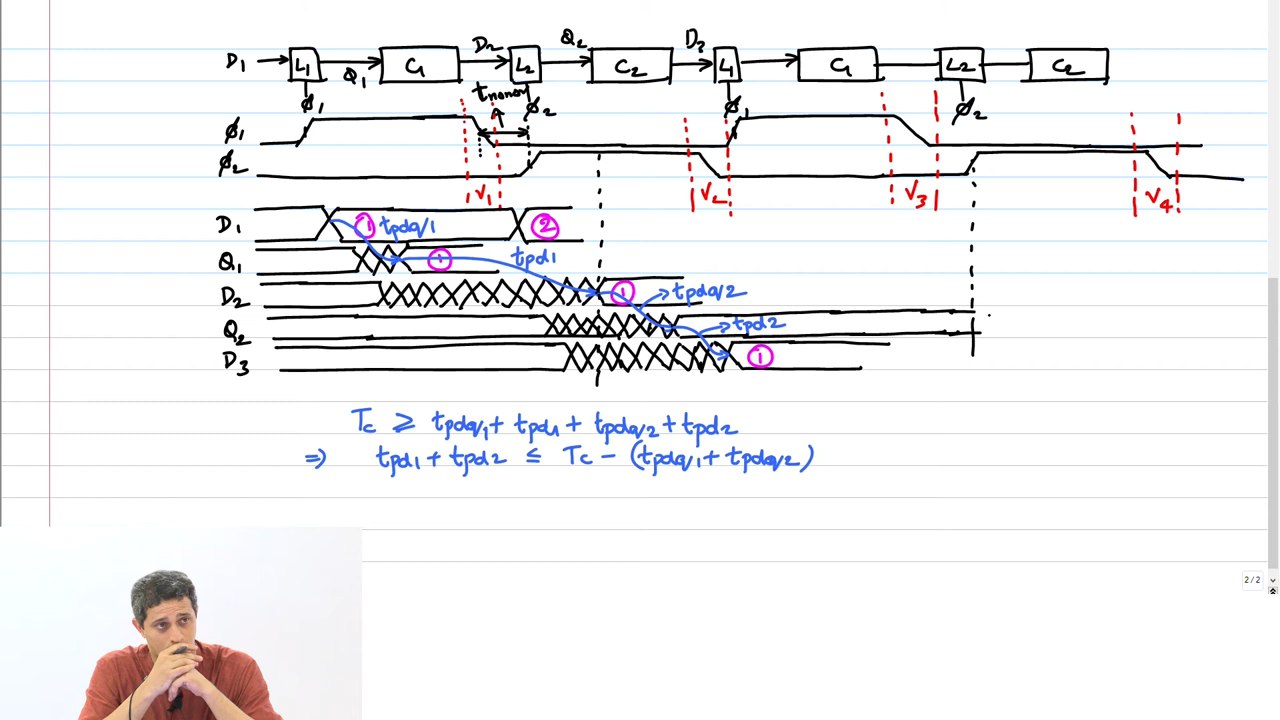 D1 L1 Q1 C1 D2 L2 Q2 C2 D3 L1 C1 L2 C2
ϕ1 tnonov ϕ2 ϕ1 ϕ2
ϕ1
ϕ2
V1 V2 V3 V4
D1 ① tpdq1 ②
Q1 ① tpd1
D2 ① tpdq2
Q2 tpd2
D3 ①
Tc ≥ tpdq1 + tpd1 + tpdq2 + tpd2
⇒ tpd1 + tpd2 ≤ Tc − (tpdq1 + tpdq2)
2/2